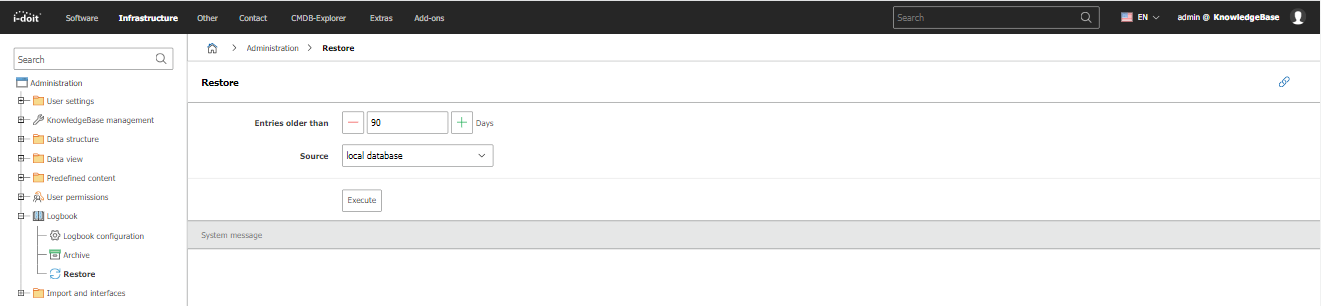 i-doit Software Infrastructure Other Contact CMDB-Explorer Extras Add-ons Search EN admin @ KnowledgeBase
Search
Administration
User settings
KnowledgeBase management
Data structure
Data view
Predefined content
User permissions
Logbook
Logbook configuration
Archive
Restore
Import and interfaces
Administration Restore
Restore
Entries older than 90 Days
Source local database
Execute
System message